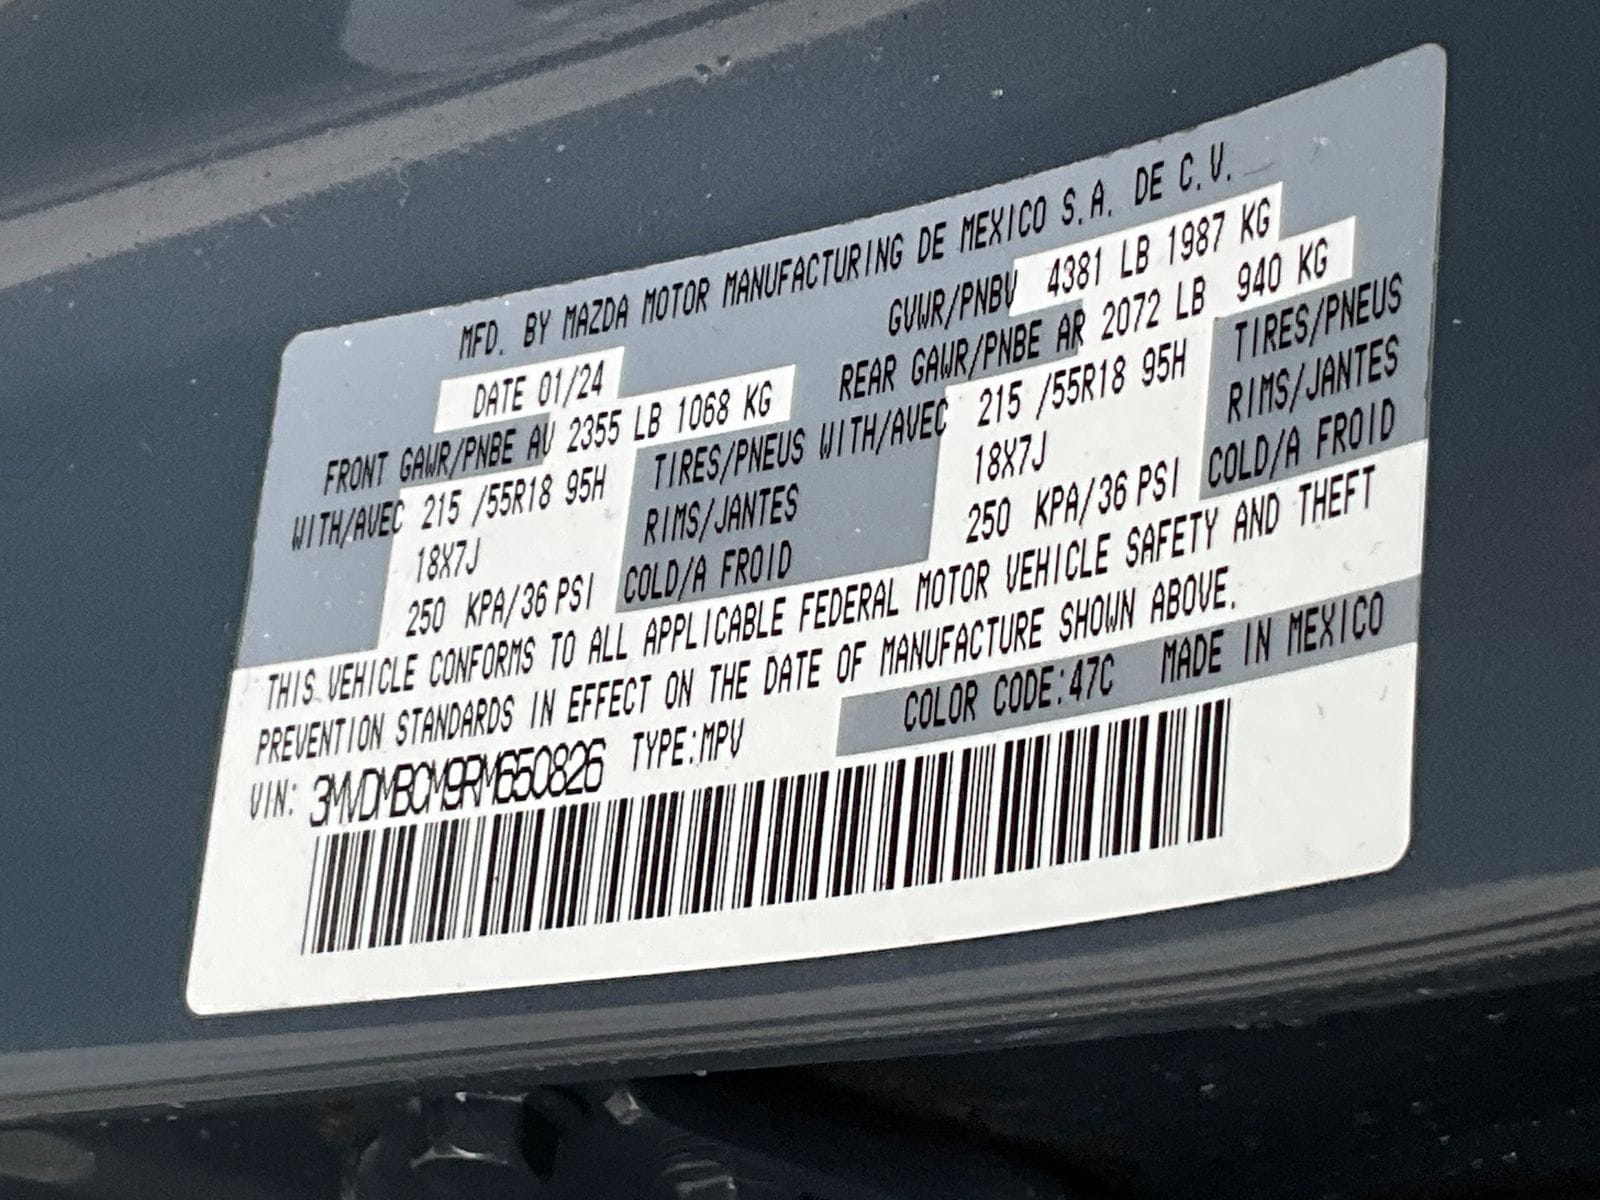 MFD. BY MAZDA MOTOR MANUFACTURING DE MEXICO S.A. DE C.V.
DATE 01/24 GVWR/PNBV 4381 LB 1987 KG
FRONT GAWR/PNBE AV 2355 LB 1068 KG REAR GAWR/PNBE AR 2072 LB 940 KG
WITH/AVEC 215 /55R18 95H TIRES/PNEUS WITH/AVEC 215 /55R18 95H TIRES/PNEUS
18X7J RIMS/JANTES 18X7J RIMS/JANTES
250 KPA/36 PSI COLD/A FROID 250 KPA/36 PSI COLD/A FROID
THIS VEHICLE CONFORMS TO ALL APPLICABLE FEDERAL MOTOR VEHICLE SAFETY AND THEFT
PREVENTION STANDARDS IN EFFECT ON THE DATE OF MANUFACTURE SHOWN ABOVE.
VIN: 3MVDMBCM9RM650826 TYPE:MPV COLOR CODE:47C MADE IN MEXICO